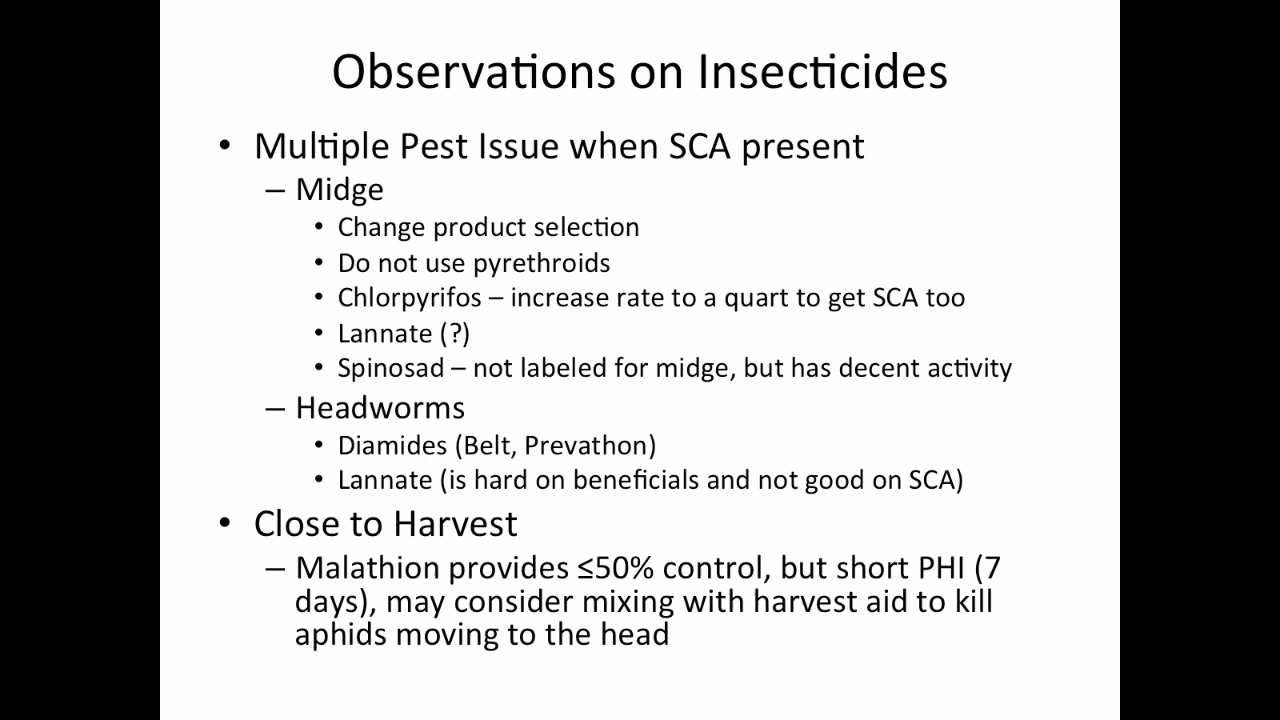 Observations on Insecticides
• Multiple Pest Issue when SCA present
– Midge
• Change product selection
• Do not use pyrethroids
• Chlorpyrifos – increase rate to a quart to get SCA too
• Lannate (?)
• Spinosad – not labeled for midge, but has decent activity
– Headworms
• Diamides (Belt, Prevathon)
• Lannate (is hard on beneficials and not good on SCA)
• Close to Harvest
– Malathion provides ≤50% control, but short PHI (7
days), may consider mixing with harvest aid to kill
aphids moving to the head